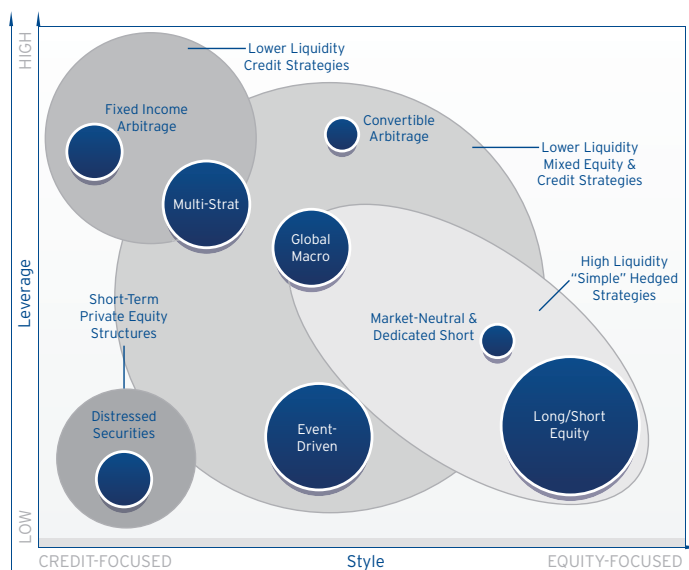 HIGH
Lower Liquidity
Credit Strategies
Fixed Income
Arbitrage
Convertible
Arbitrage
Lower Liquidity
Mixed Equity &
Credit Strategies
Multi-Strat
Global
Macro
High Liquidity
“Simple” Hedged
Strategies
Leverage
Short-Term
Private Equity
Structures
Market-Neutral &
Dedicated Short
Distressed
Securities
Event-
Driven
Long/Short
Equity
LOW
CREDIT-FOCUSED
Style
EQUITY-FOCUSED